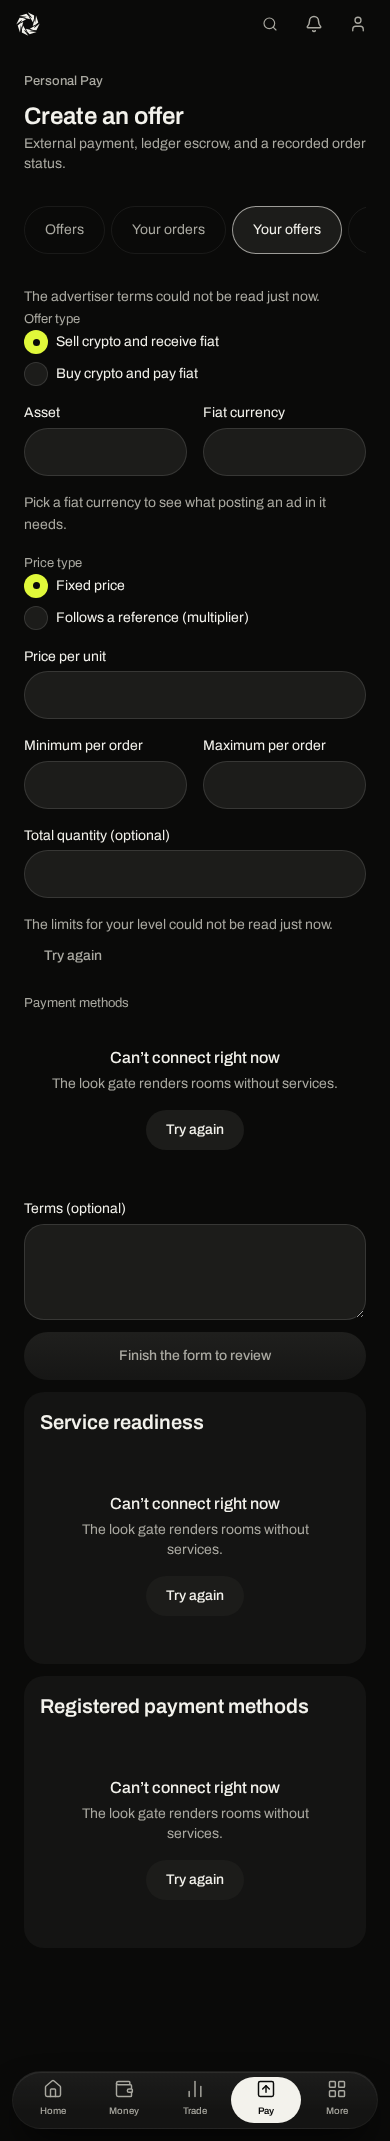 Personal Pay
Create an offer
External payment, ledger escrow, and a recorded order
status.
Offers
Your orders
Your offers
The advertiser terms could not be read just now.
Offer type
Sell crypto and receive fiat
Buy crypto and pay fiat
Asset
Fiat currency
Pick a fiat currency to see what posting an ad in it
needs.
Price type
Fixed price
Follows a reference (multiplier)
Price per unit
Minimum per order
Maximum per order
Total quantity (optional)
The limits for your level could not be read just now.
Try again
Payment methods
Can’t connect right now
The look gate renders rooms without services.
Try again
Terms (optional)
Finish the form to review
Service readiness
Can’t connect right now
The look gate renders rooms without
services.
Try again
Registered payment methods
Can’t connect right now
The look gate renders rooms without
services.
Try again
Home
Money
Trade
Pay
More